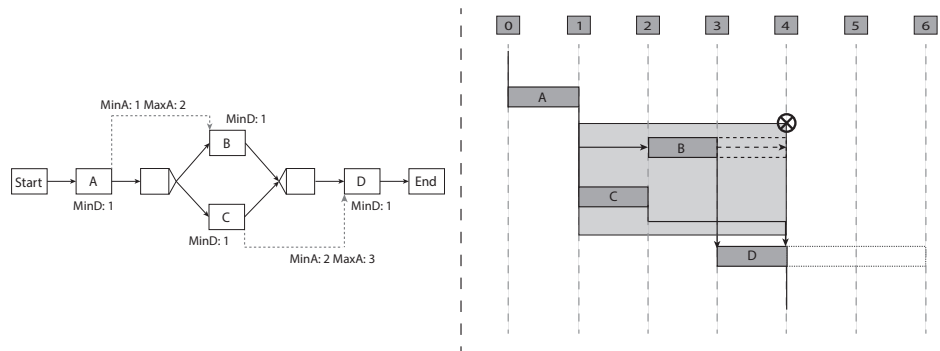 MinA: 1 MaxA: 2
MinD: 1
B
Start
A
D
End
MinD: 1
MinD: 1
C
MinD: 1
MinA: 2 MaxA: 3
0 1 2 3 4 5 6
A
B
C
D